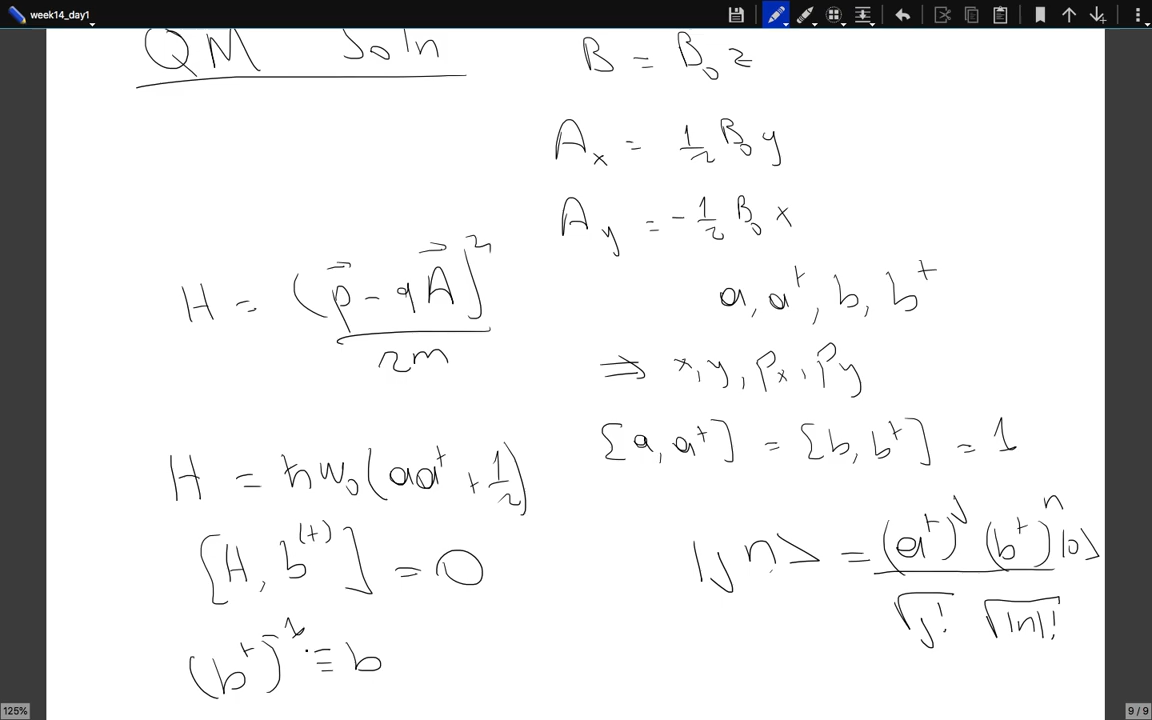 week14_day1
QM Soln
B = B₀ z
Aₓ = 1/2 B₀ y
A_y = - 1/2 B₀ x
H = (p⃗ - qA⃗]² / 2m
a, a†, b, b†
⇒ x, y, pₓ, p_y
[a, a†] = [b, b†] = 1
H = ħω₀(aa† + 1/2)
[H, b^(†)] = 0
|j n> = (a†)^j (b†)^n |0> / √j! √|n|!
(b†)^-1 ≡ b
125%
9 / 9